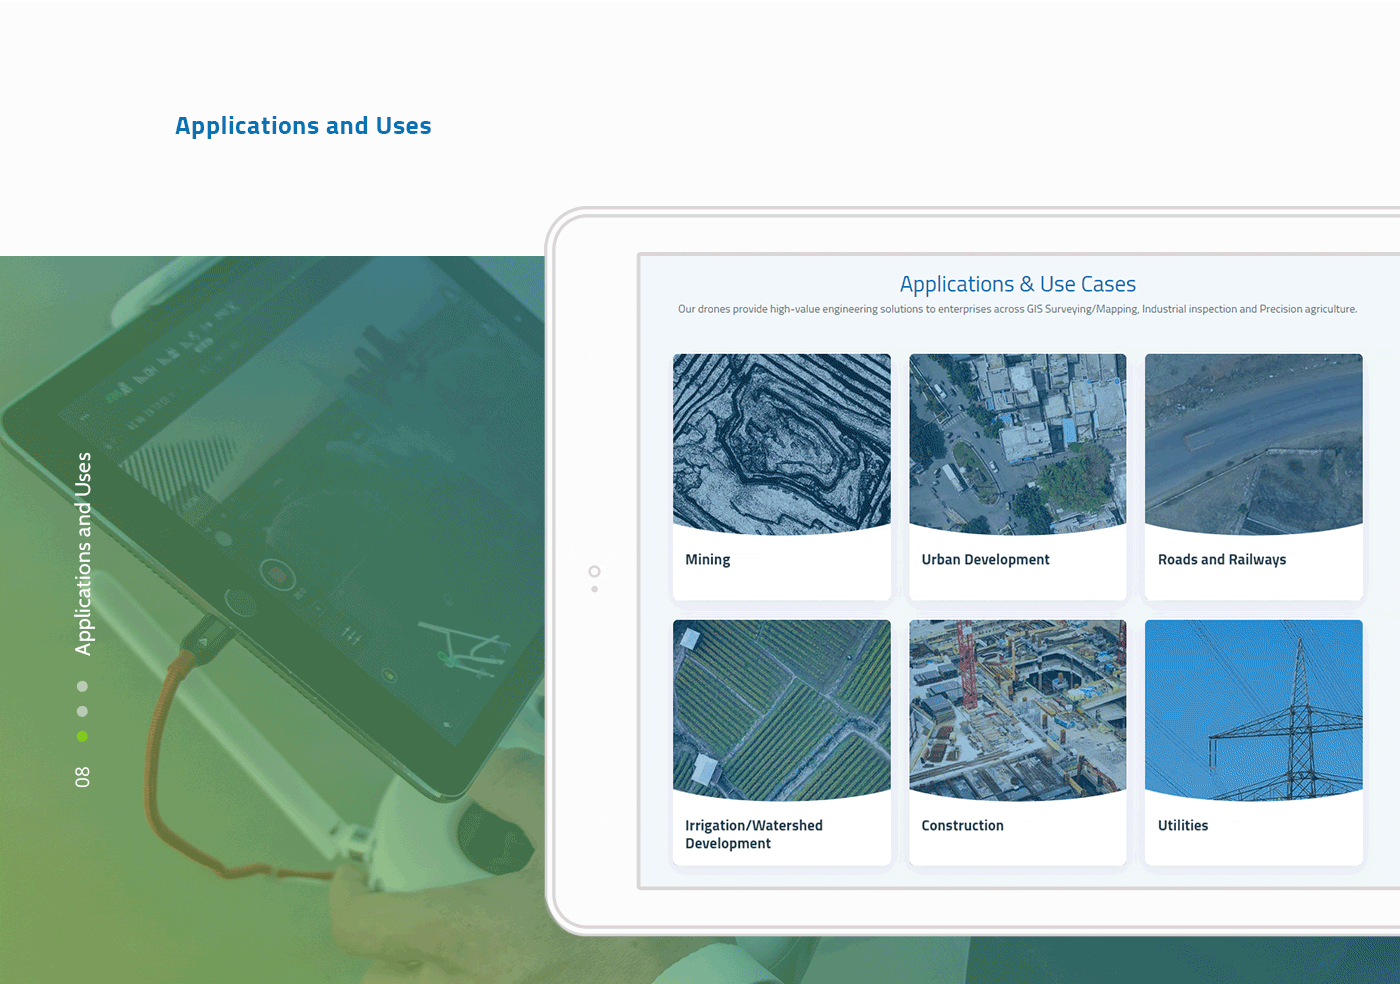 Applications and Uses
Applications & Use Cases
Our drones provide high-value engineering solutions to enterprises across GIS Surveying/Mapping, Industrial inspection and Precision agriculture.
Mining
Urban Development
Roads and Railways
Irrigation/Watershed
Development
Construction
Utilities
Applications and Uses
08